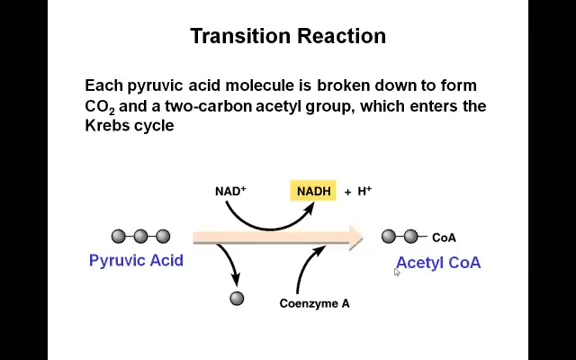 Transition Reaction
Each pyruvic acid molecule is broken down to form
CO₂ and a two-carbon acetyl group, which enters the
Krebs cycle
NAD⁺ NADH + H⁺
CoA
Pyruvic Acid Acetyl CoA
Coenzyme A